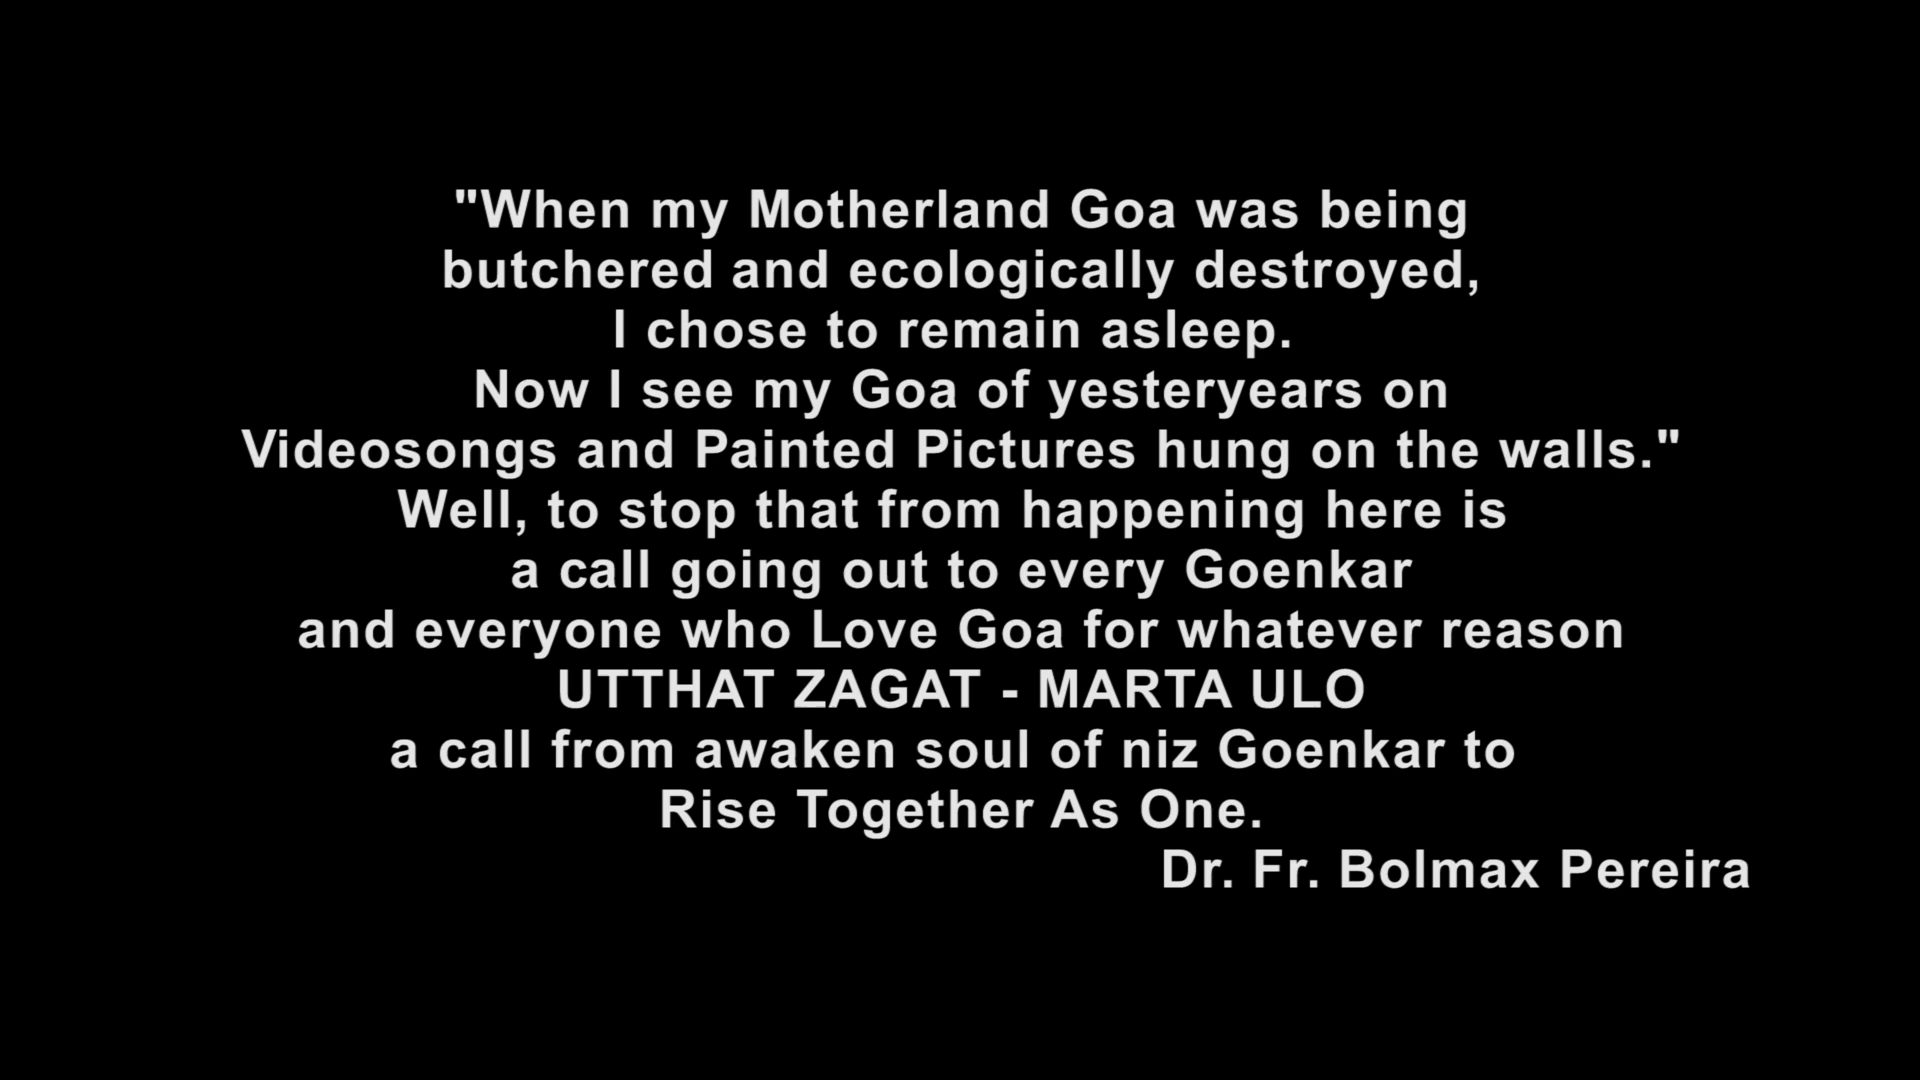 "When my Motherland Goa was being
butchered and ecologically destroyed,
I chose to remain asleep.
Now I see my Goa of yesteryears on
Videosongs and Painted Pictures hung on the walls."
Well, to stop that from happening here is
a call going out to every Goenkar
and everyone who Love Goa for whatever reason
UTTHAT ZAGAT - MARTA ULO
a call from awaken soul of niz Goenkar to
Rise Together As One.
Dr. Fr. Bolmax Pereira